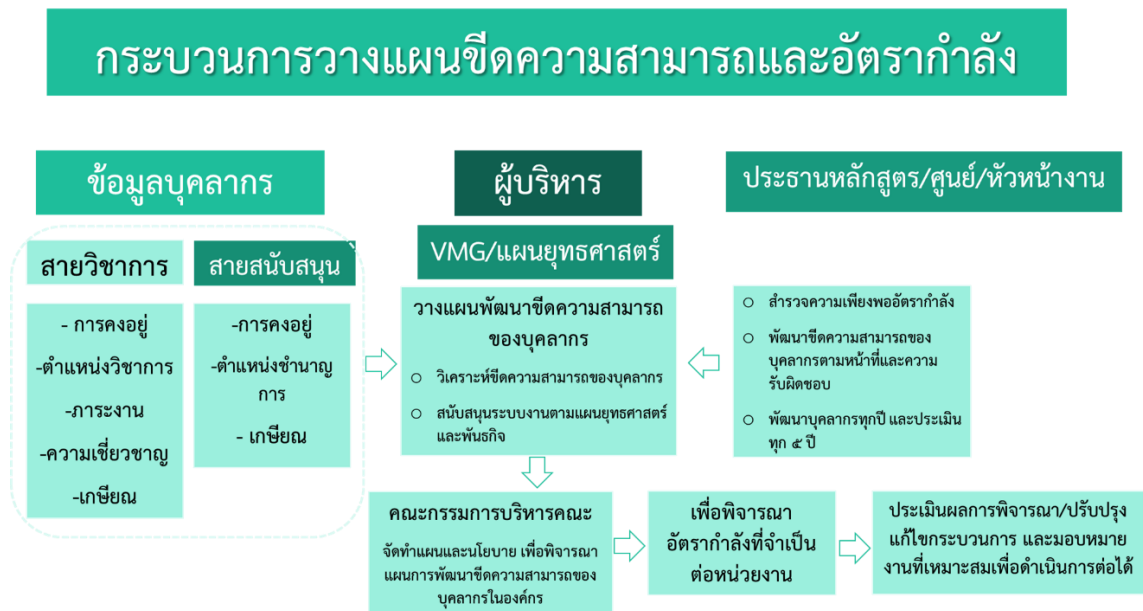 กระบวนการวางแผนขีดความสามารถและอัตรากำลัง
ข้อมูลบุคลากร
สายวิชาการ
- การคงอยู่
-ตำแหน่งวิชาการ
-ภาระงาน
-ความเชี่ยวชาญ
-เกษียณ
สายสนับสนุน
-การคงอยู่
-ตำแหน่งชำนาญ
การ
- เกษียณ
ผู้บริหาร
VMG/แผนยุทธศาสตร์
วางแผนพัฒนาขีดความสามารถ
ของบุคลากร
○ วิเคราะห์ขีดความสามารถของบุคลากร
○ สนับสนุนระบบงานตามแผนยุทธศาสตร์
และพันธกิจ
ประธานหลักสูตร/ศูนย์/หัวหน้างาน
○ สำรวจความเพียงพออัตรากำลัง
○ พัฒนาขีดความสามารถของ
บุคลากรตามหน้าที่และความ
รับผิดชอบ
○ พัฒนาบุคลากรทุกปี และประเมิน
ทุก ๕ ปี
คณะกรรมการบริหารคณะ
จัดทำแผนและนโยบาย เพื่อพิจารณา
แผนการพัฒนาขีดความสามารถของ
บุคลากรในองค์กร
เพื่อพิจารณา
อัตรากำลังที่จำเป็น
ต่อหน่วยงาน
ประเมินผลการพิจารณา/ปรับปรุง
แก้ไขกระบวนการ และมอบหมาย
งานที่เหมาะสมเพื่อดำเนินการต่อได้